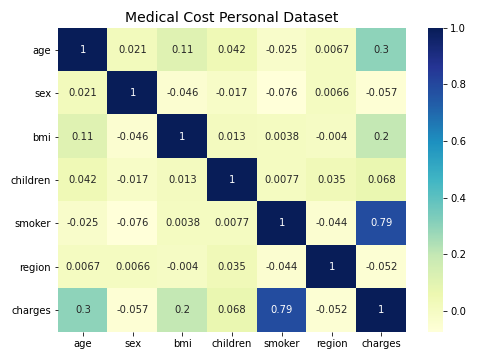 Medical Cost Personal Dataset
age 1 0.021 0.11 0.042 -0.025 0.0067 0.3
sex 0.021 1 -0.046 -0.017 -0.076 0.0066 -0.057
bmi 0.11 -0.046 1 0.013 0.0038 -0.004 0.2
children 0.042 -0.017 0.013 1 0.0077 0.035 0.068
smoker -0.025 -0.076 0.0038 0.0077 1 -0.044 0.79
region 0.0067 0.0066 -0.004 0.035 -0.044 1 -0.052
charges 0.3 -0.057 0.2 0.068 0.79 -0.052 1
age sex bmi children smoker region charges
1.0
0.8
0.6
0.4
0.2
0.0